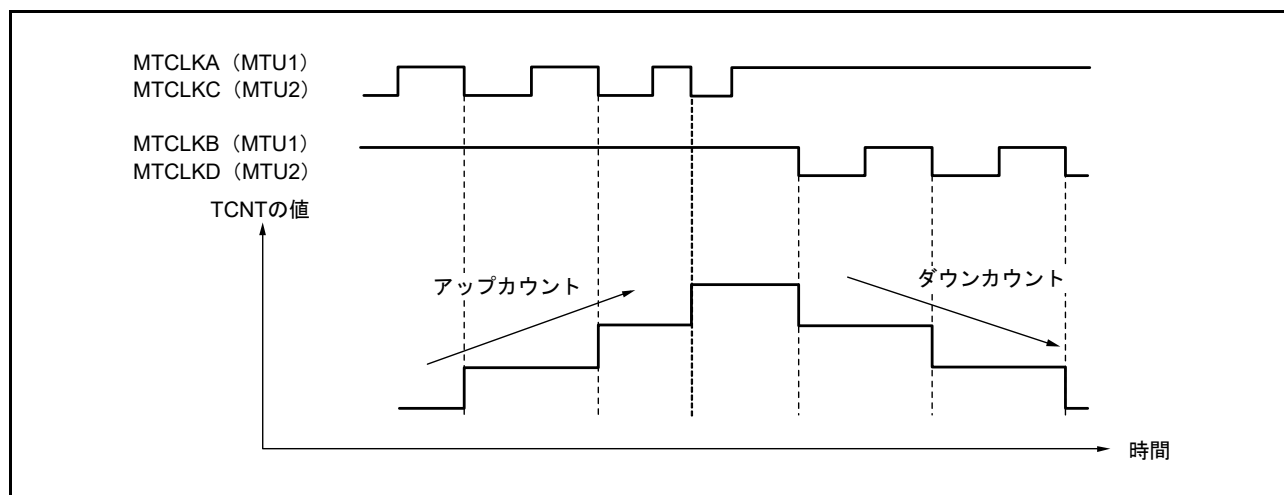 MTCLKA（MTU1）
MTCLKC（MTU2）
MTCLKB（MTU1）
MTCLKD（MTU2）
TCNTの値
アップカウント
ダウンカウント
時間